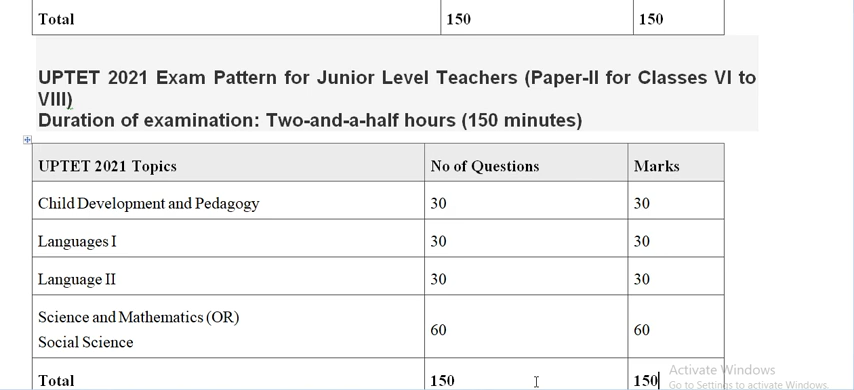 Total 150 150
UPTET 2021 Exam Pattern for Junior Level Teachers (Paper-II for Classes VI to
VIII)
Duration of examination: Two-and-a-half hours (150 minutes)
UPTET 2021 Topics No of Questions Marks
Child Development and Pedagogy 30 30
Languages I 30 30
Language II 30 30
Science and Mathematics (OR)
Social Science 60 60
Total 150 150
Activate Windows
Go to Settings to activate Windows.